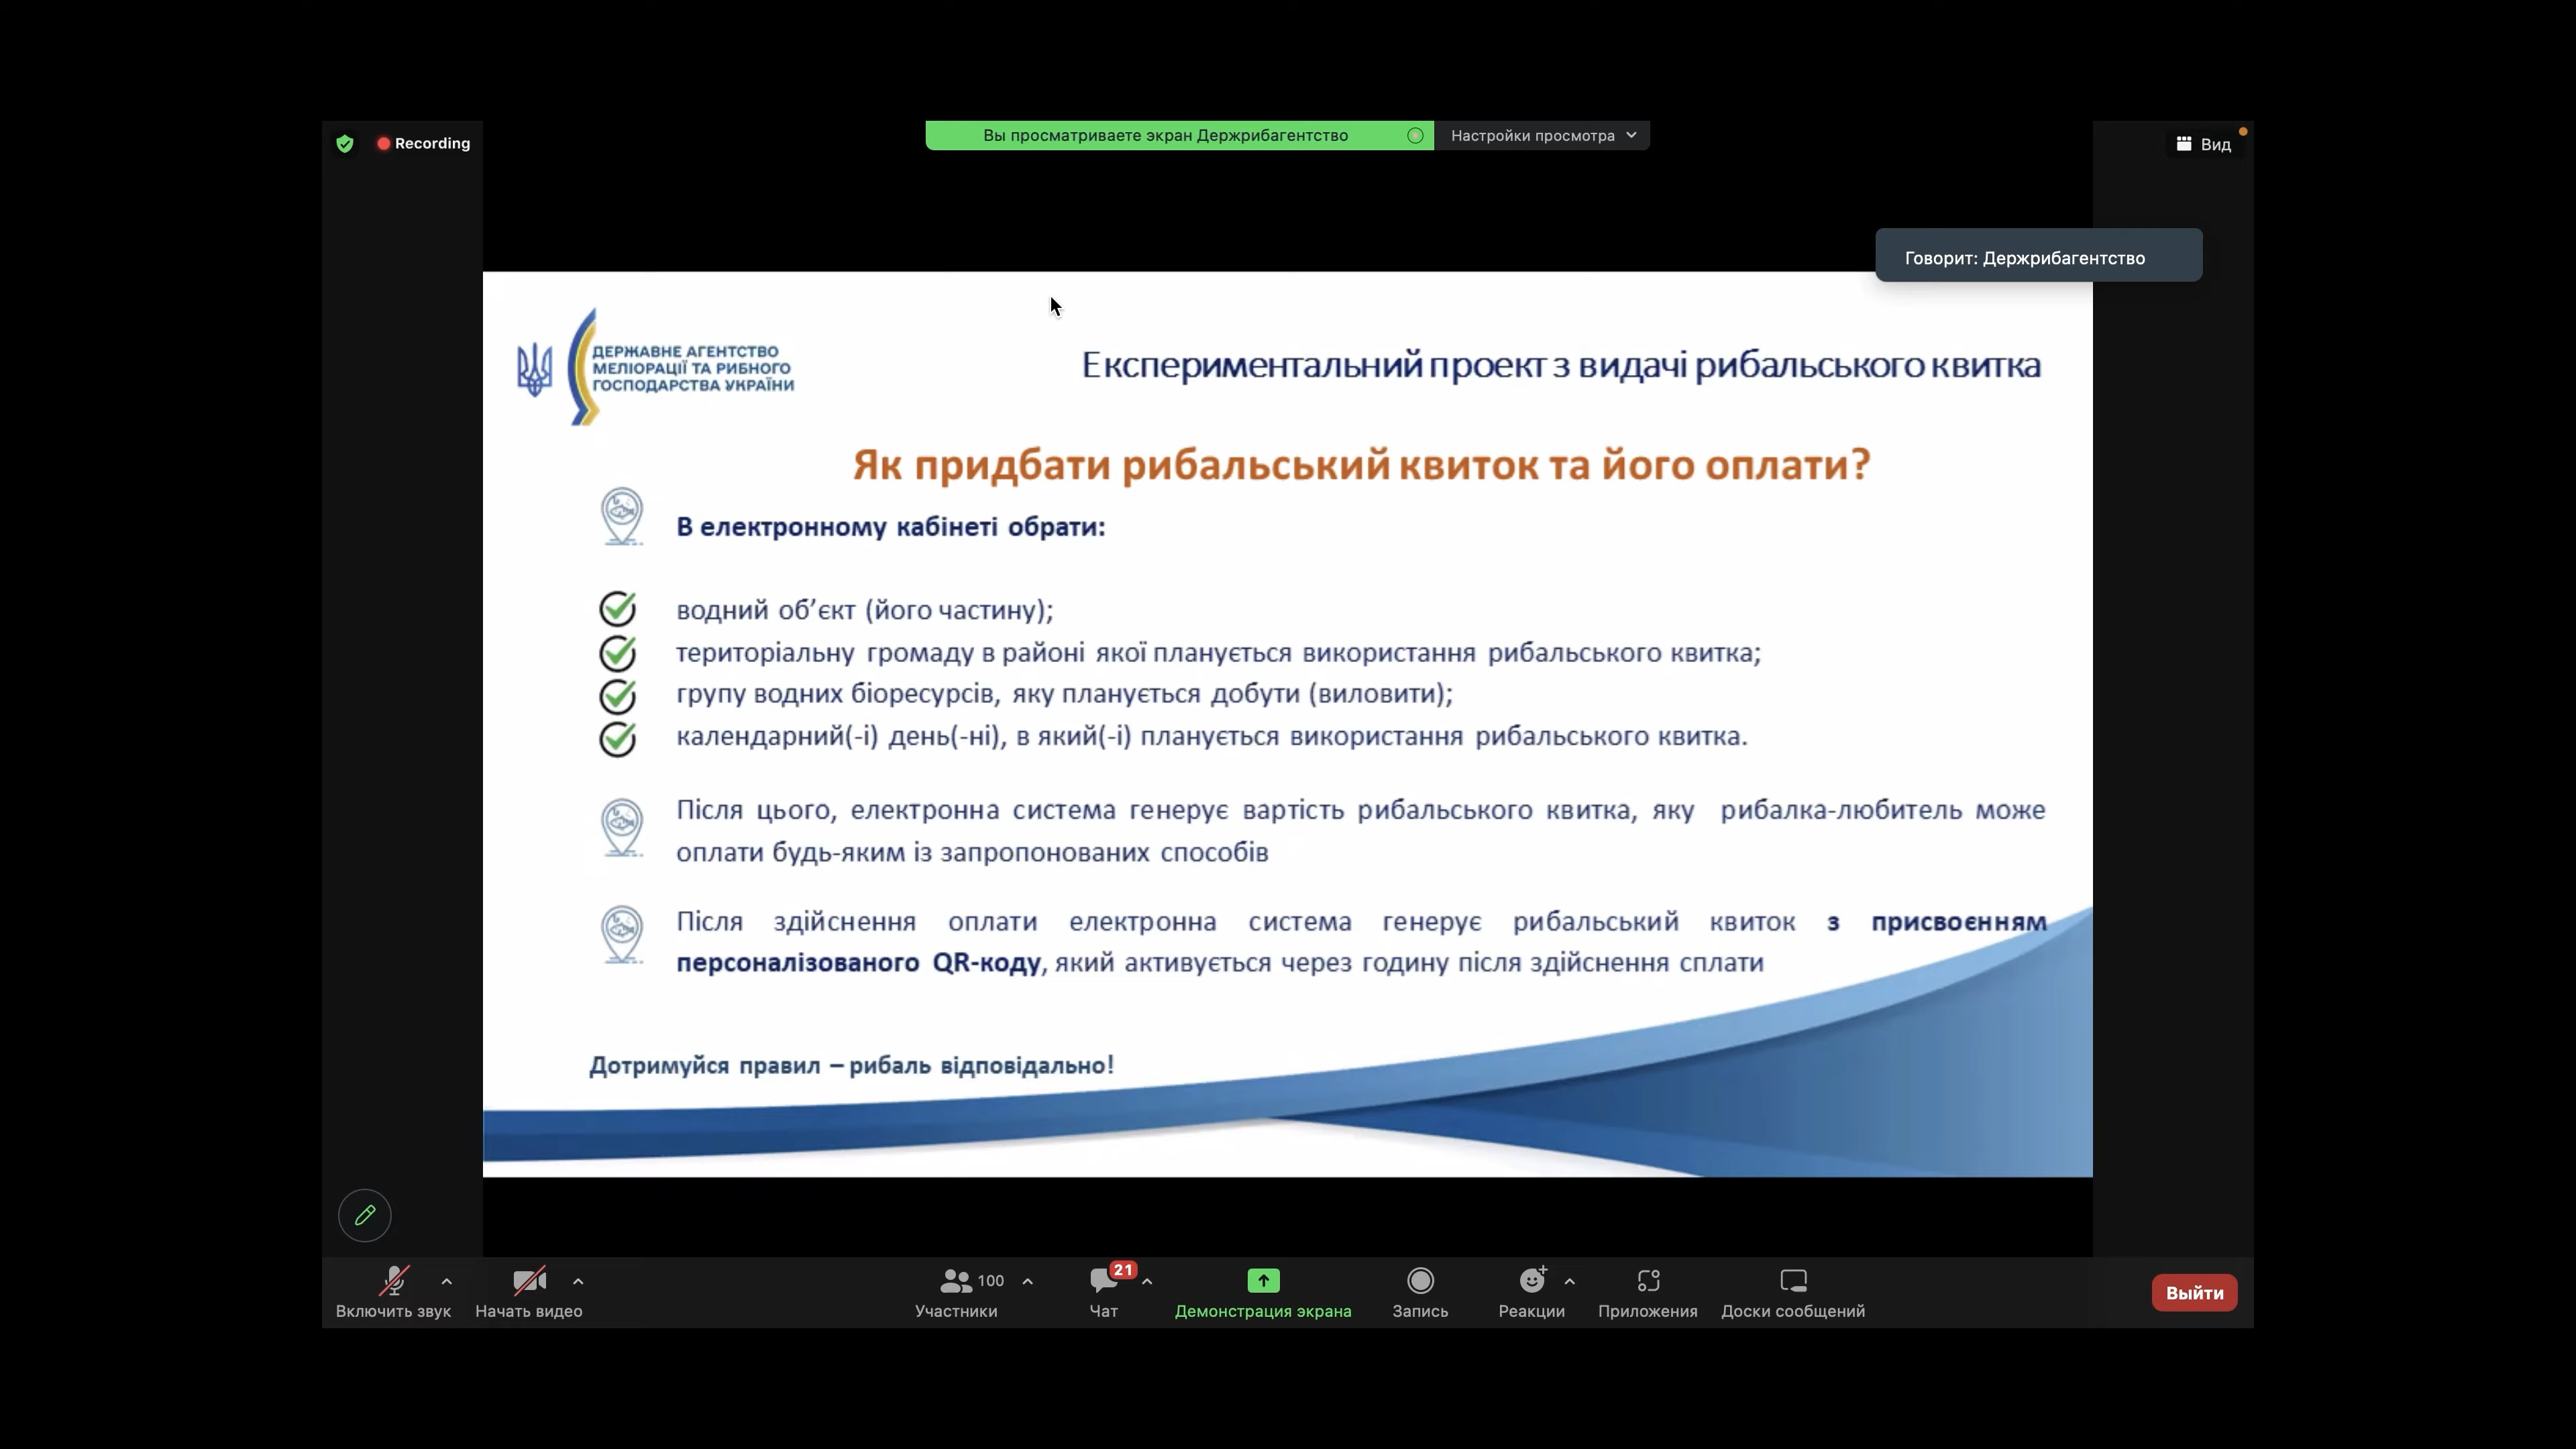 Recording
Вы просматриваете экран Держрибагентство
Настройки просмотра
Вид
Говорит: Держрибагентство
ДЕРЖАВНЕ АГЕНТСТВО
МЕЛІОРАЦІЇ ТА РИБНОГО
ГОСПОДАРСТВА УКРАЇНИ
Експериментальний проект з видачі рибальського квитка
Як придбати рибальський квиток та його оплати?
В електронному кабінеті обрати:
водний об’єкт (його частину);
територіальну громаду в районі якої планується використання рибальського квитка;
групу водних біоресурсів, яку планується добути (виловити);
календарний(-і) день(-ні), в який(-і) планується використання рибальського квитка.
Після цього, електронна система генерує вартість рибальського квитка, яку рибалка-любитель може
оплати будь-яким із запропонованих способів
Після здійснення оплати електронна система генерує рибальський квиток з присвоєнням
персоналізованого QR-коду, який активується через годину після здійснення сплати
Дотримуйся правил – рибаль відповідально!
Включить звук
Начать видео
100
Участники
21
Чат
Демонстрация экрана
Запись
Реакции
Приложения
Доски сообщений
Выйти